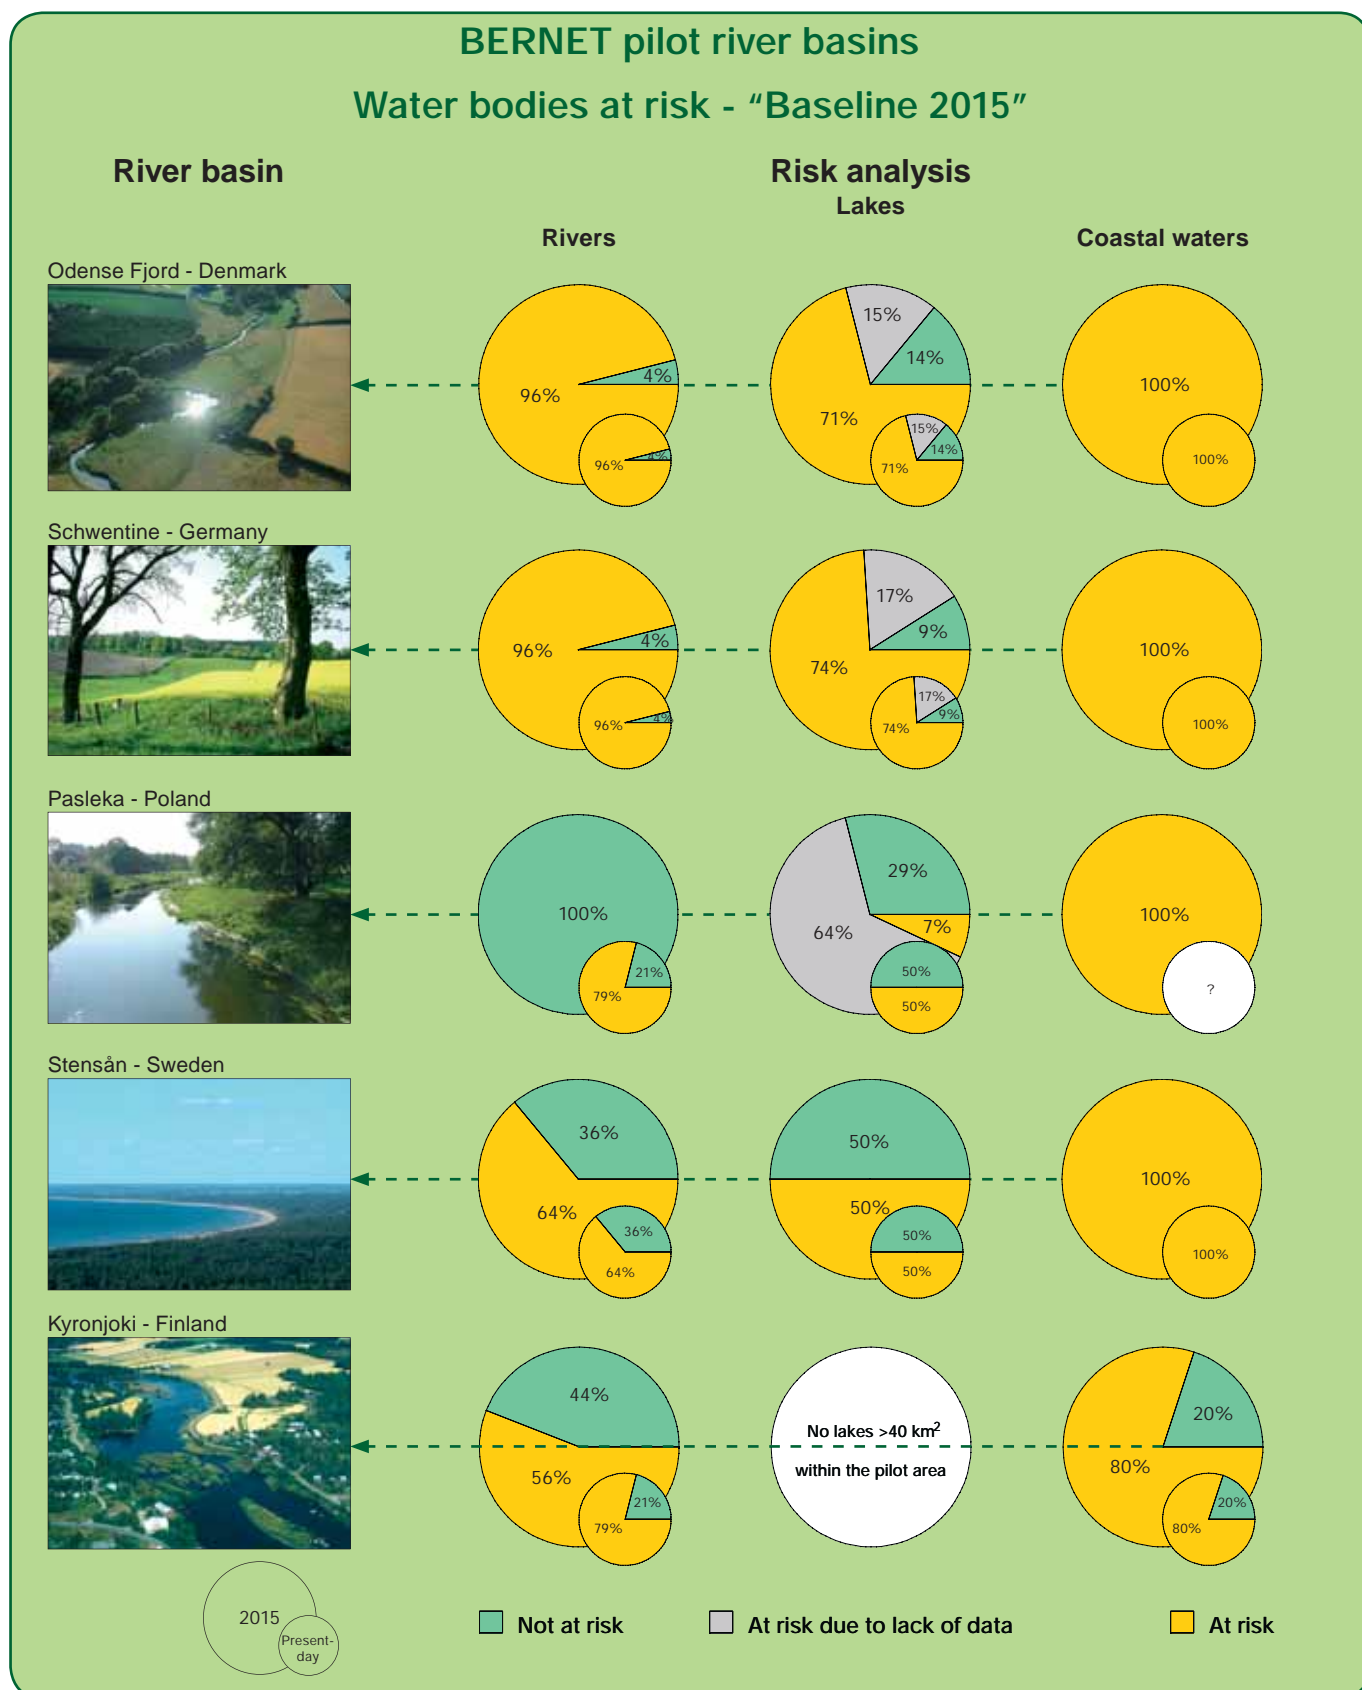 BERNET pilot river basins
Water bodies at risk - “Baseline 2015”
River basin
Risk analysis
Rivers
Lakes
Coastal waters
Odense Fjord - Denmark
96%
4%
96%
4%
71%
15%
14%
71%
15%
14%
100%
100%
Schwentine - Germany
96%
4%
96%
4%
74%
17%
9%
74%
17%
9%
100%
100%
Pasleka - Poland
100%
79%
21%
64%
29%
7%
50%
50%
100%
?
Stensån - Sweden
36%
64%
36%
64%
50%
50%
50%
50%
100%
100%
Kyronjoki - Finland
44%
56%
21%
79%
No lakes >40 km²
within the pilot area
20%
80%
20%
80%
2015
Present-
day
Not at risk
At risk due to lack of data
At risk